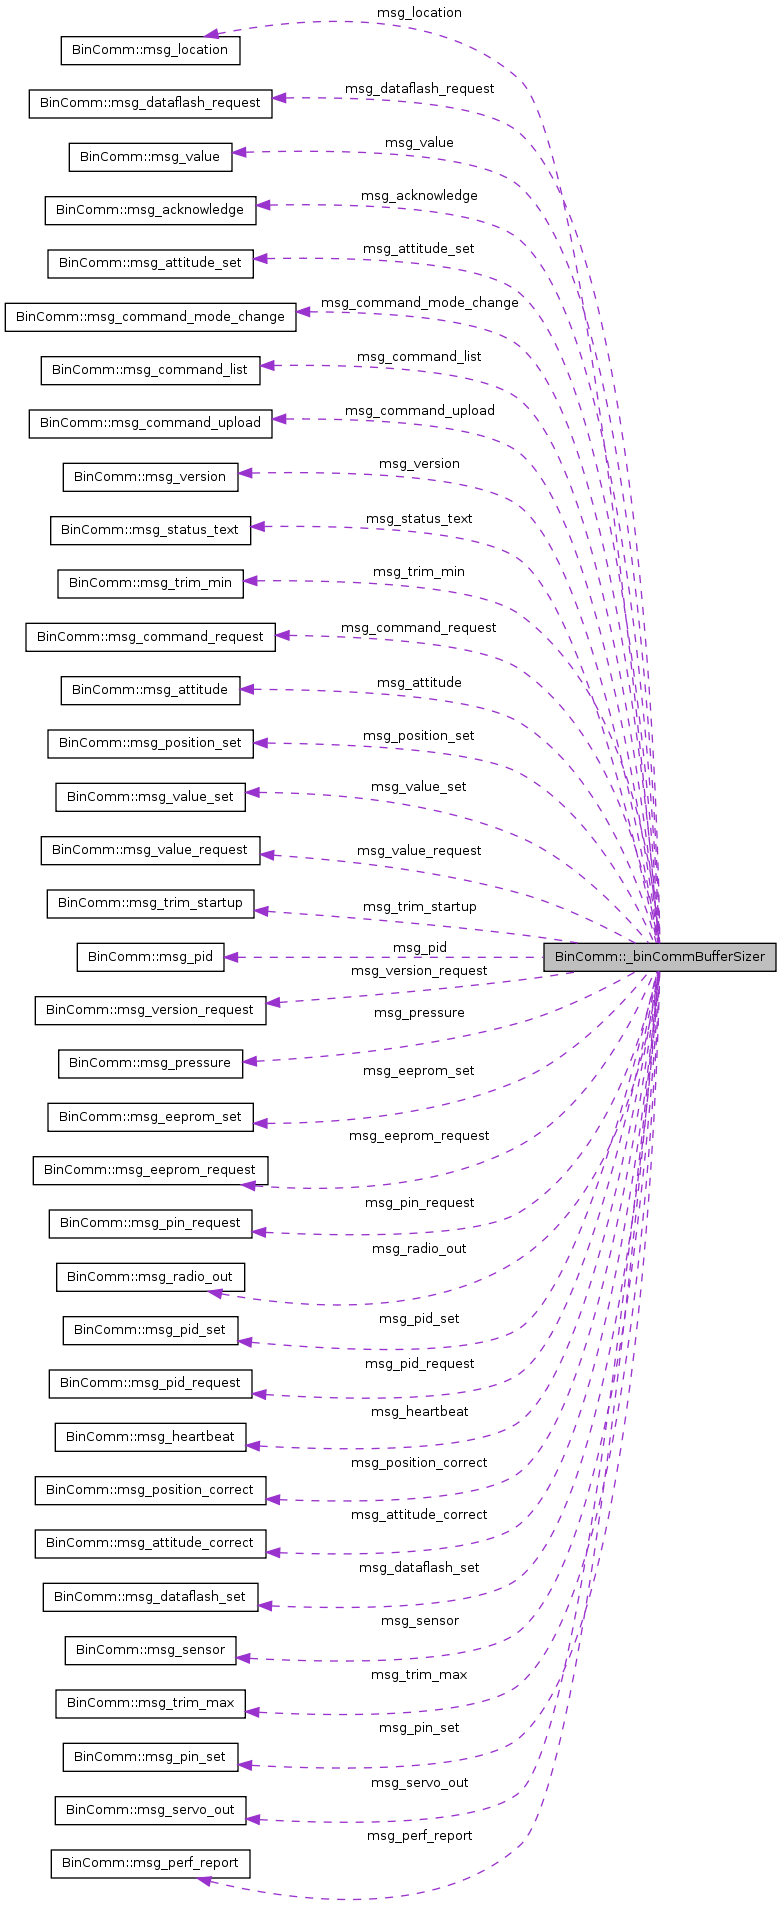 msg_location
BinComm::msg_location
msg_dataflash_request
BinComm::msg_dataflash_request
msg_value
BinComm::msg_value
msg_acknowledge
BinComm::msg_acknowledge
msg_attitude_set
BinComm::msg_attitude_set
msg_command_mode_change
BinComm::msg_command_mode_change
msg_command_list
BinComm::msg_command_list
msg_command_upload
BinComm::msg_command_upload
msg_version
BinComm::msg_version
msg_status_text
BinComm::msg_status_text
msg_trim_min
BinComm::msg_trim_min
msg_command_request
BinComm::msg_command_request
msg_attitude
BinComm::msg_attitude
msg_position_set
BinComm::msg_position_set
msg_value_set
BinComm::msg_value_set
msg_value_request
BinComm::msg_value_request
msg_trim_startup
BinComm::msg_trim_startup
msg_pid
BinComm::msg_pid
BinComm::_binCommBufferSizer
msg_version_request
BinComm::msg_version_request
msg_pressure
BinComm::msg_pressure
msg_eeprom_set
BinComm::msg_eeprom_set
msg_eeprom_request
BinComm::msg_eeprom_request
msg_pin_request
BinComm::msg_pin_request
msg_radio_out
BinComm::msg_radio_out
msg_pid_set
BinComm::msg_pid_set
msg_pid_request
BinComm::msg_pid_request
msg_heartbeat
BinComm::msg_heartbeat
msg_position_correct
BinComm::msg_position_correct
msg_attitude_correct
BinComm::msg_attitude_correct
msg_dataflash_set
BinComm::msg_dataflash_set
msg_sensor
BinComm::msg_sensor
msg_trim_max
BinComm::msg_trim_max
msg_pin_set
BinComm::msg_pin_set
msg_servo_out
BinComm::msg_servo_out
msg_perf_report
BinComm::msg_perf_report